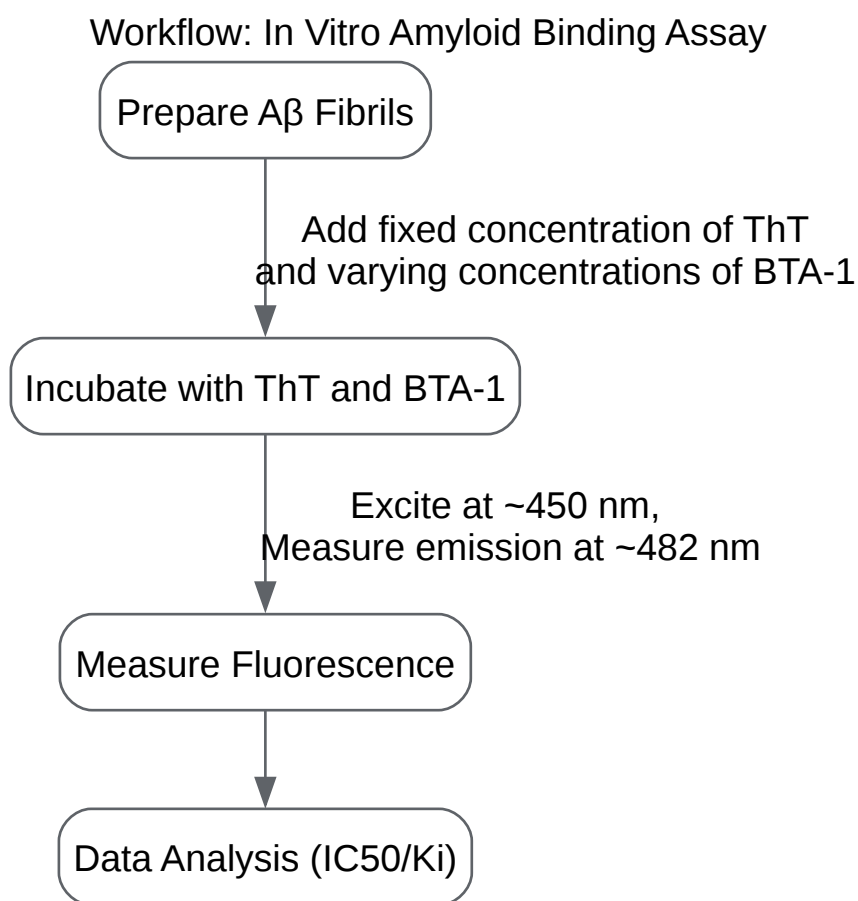 Workflow: In Vitro Amyloid Binding Assay
Prepare Aβ Fibrils
Add fixed concentration of ThT
and varying concentrations of BTA-1
Incubate with ThT and BTA-1
Excite at ~450 nm,
Measure emission at ~482 nm
Measure Fluorescence
Data Analysis (IC50/Ki)